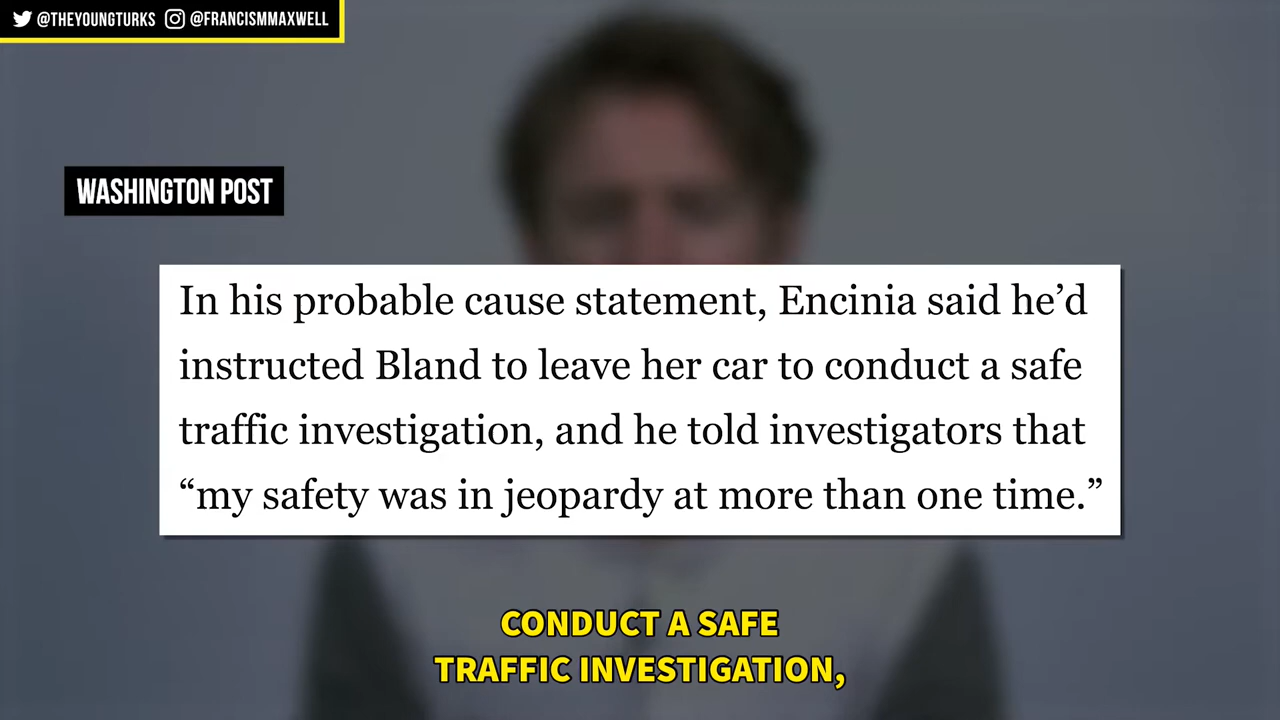 @THEYOUNGTURKS @FRANCISMMAXWELL
WASHINGTON POST
In his probable cause statement, Encinia said he’d
instructed Bland to leave her car to conduct a safe
traffic investigation, and he told investigators that
“my safety was in jeopardy at more than one time.”
CONDUCT A SAFE
TRAFFIC INVESTIGATION,